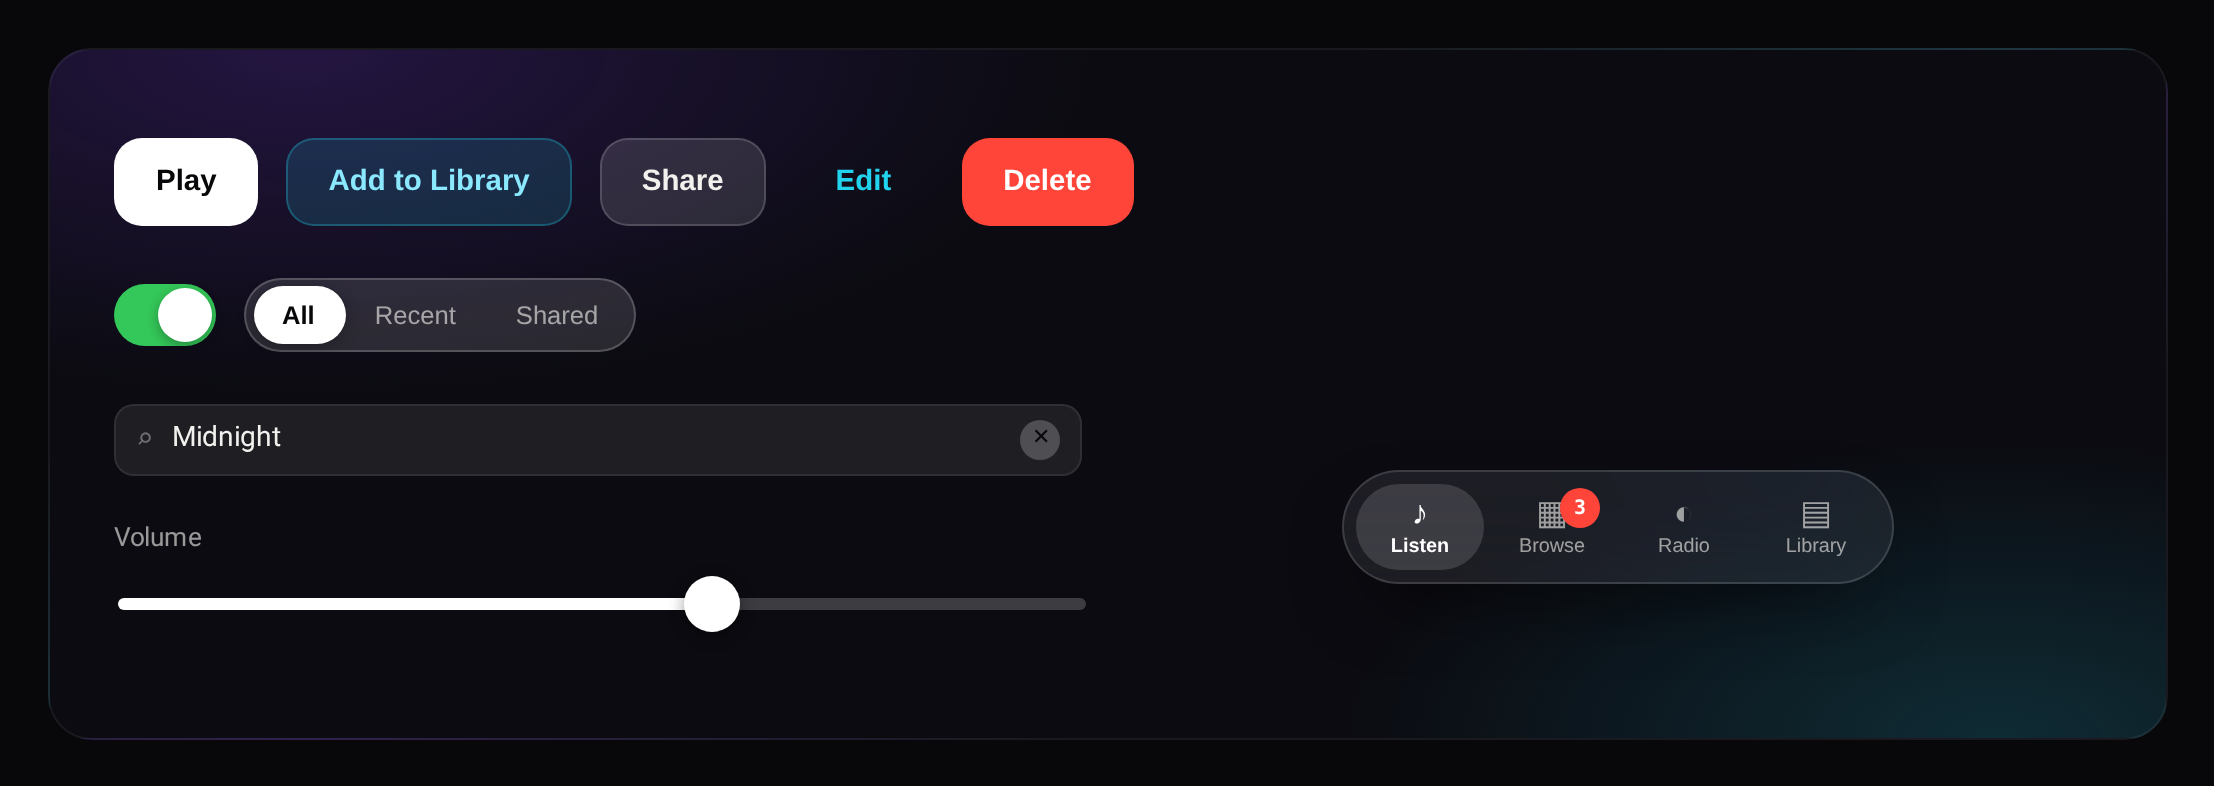 Play Add to Library Share Edit Delete
All Recent Shared
Midnight
3
Listen Browse Radio Library
Volume